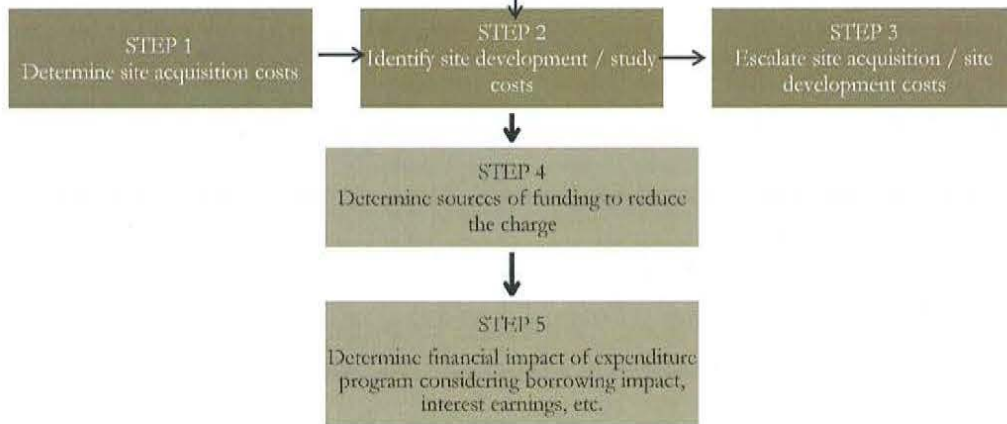 STEP 1
Determine site acquisition costs
STEP 2
Identify site development / study
costs
STEP 3
Escalate site acquisition / site
development costs
STEP 4
Determine sources of funding to reduce
the charge
STEP 5
Determine financial impact of expenditure
program considering borrowing impact,
interest earnings, etc.